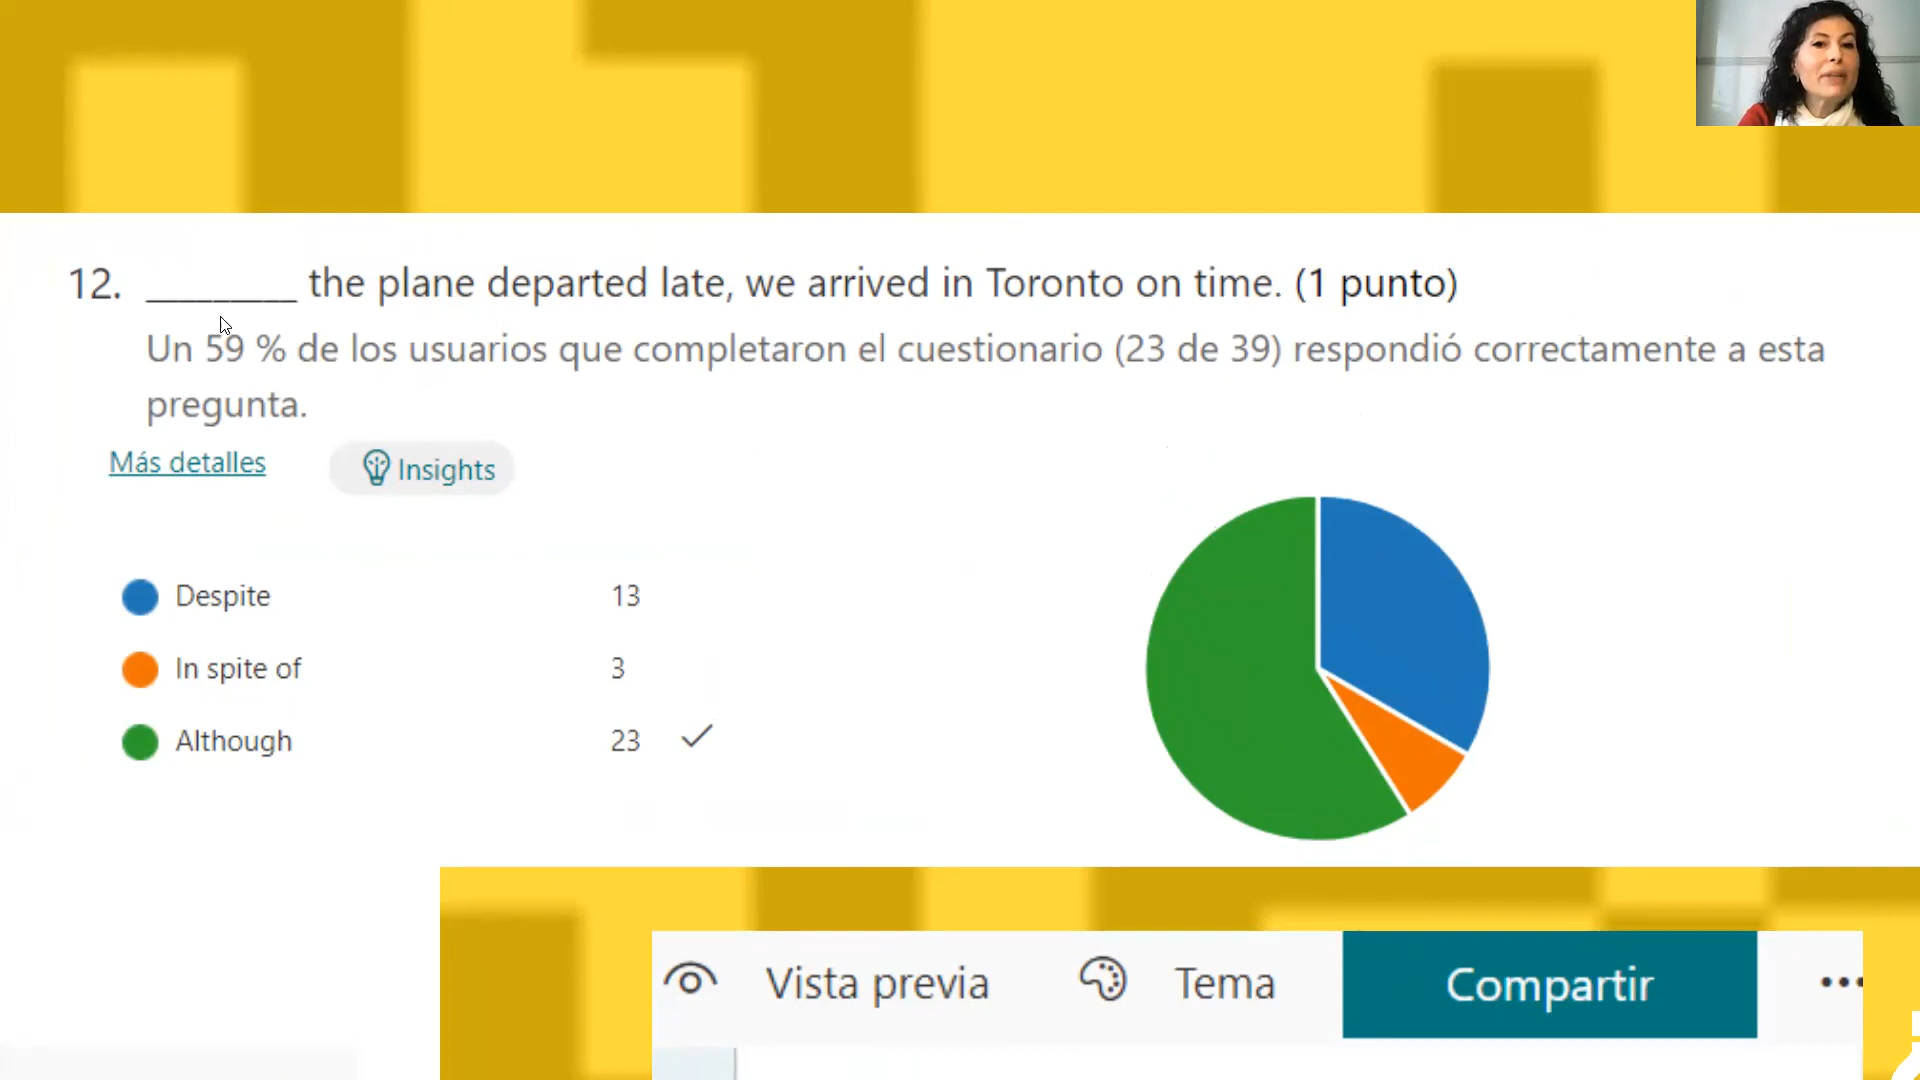 12. ________ the plane departed late, we arrived in Toronto on time. (1 punto)
Un 59 % de los usuarios que completaron el cuestionario (23 de 39) respondió correctamente a esta
pregunta.
Más detalles
Insights
Despite 13
In spite of 3
Although 23
Vista previa
Tema
Compartir